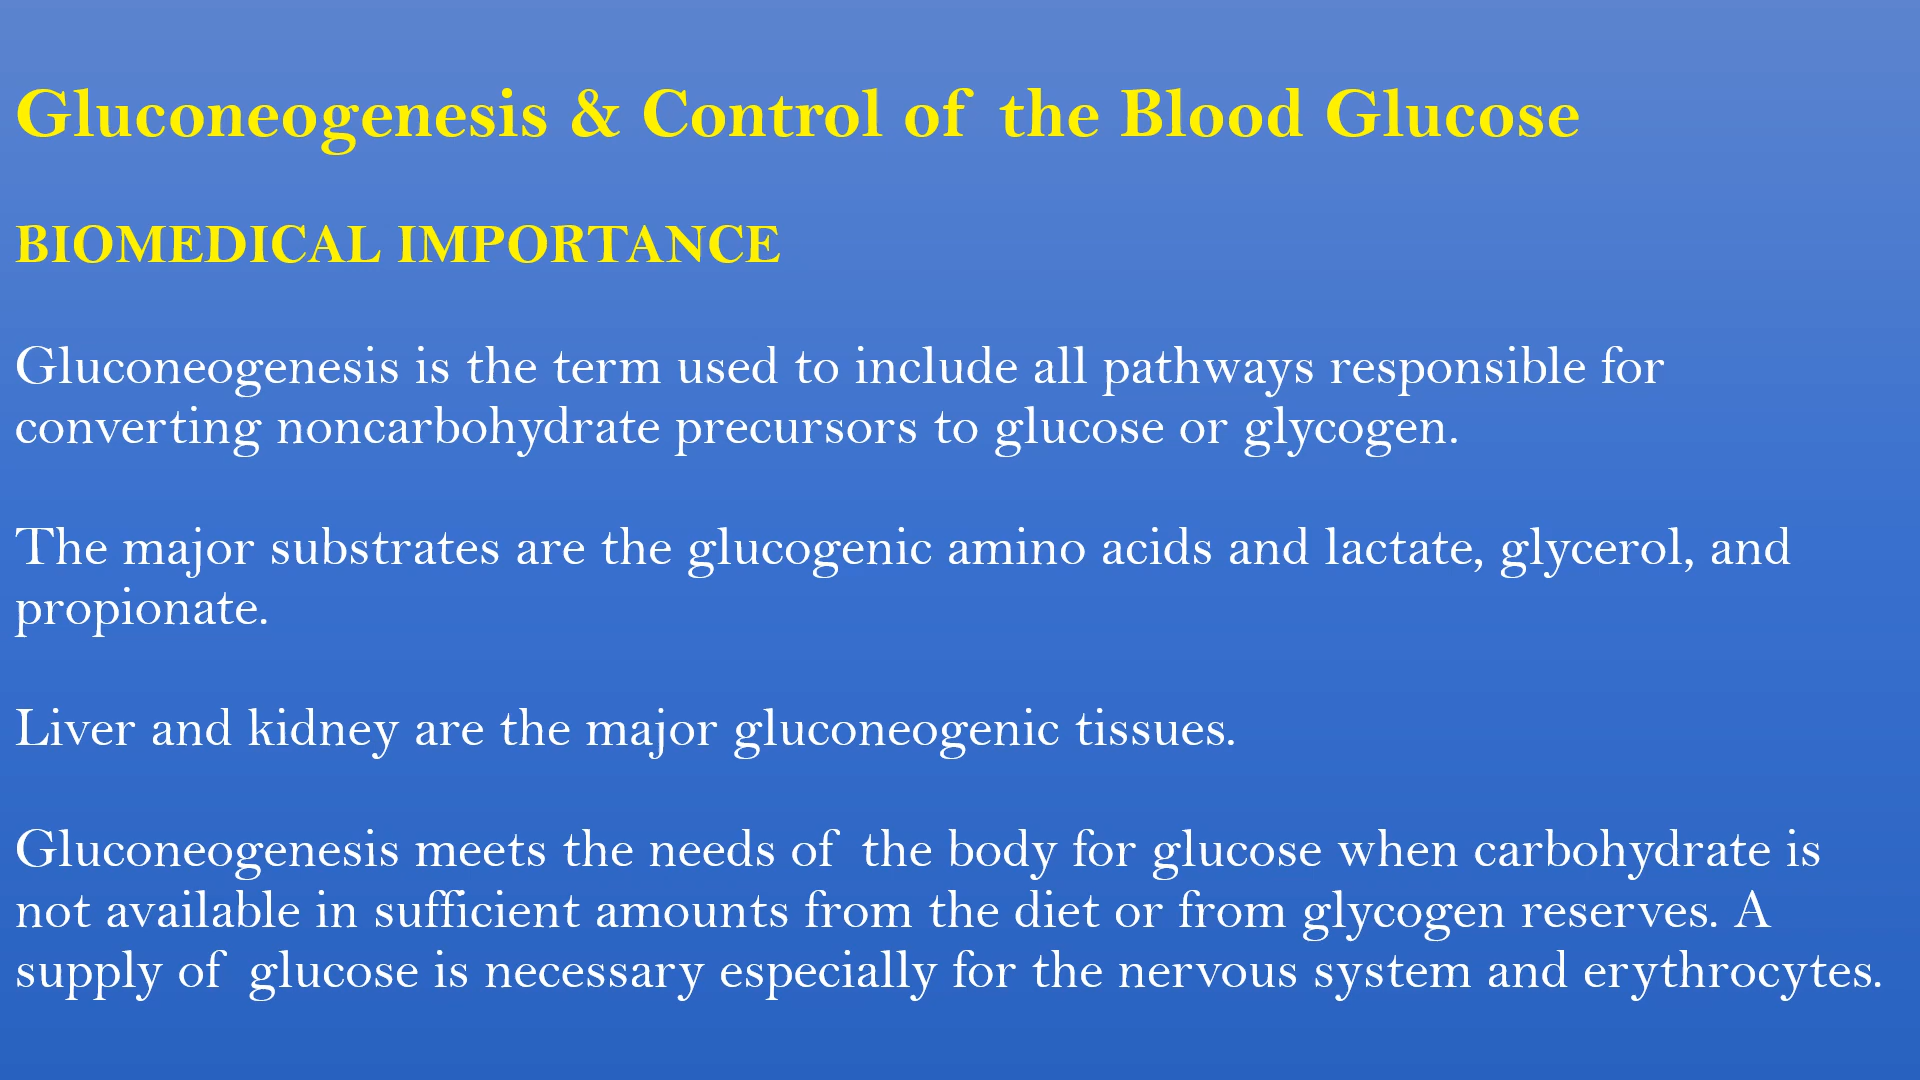 Gluconeogenesis & Control of the Blood Glucose
BIOMEDICAL IMPORTANCE
Gluconeogenesis is the term used to include all pathways responsible for
converting noncarbohydrate precursors to glucose or glycogen.
The major substrates are the glucogenic amino acids and lactate, glycerol, and
propionate.
Liver and kidney are the major gluconeogenic tissues.
Gluconeogenesis meets the needs of the body for glucose when carbohydrate is
not available in sufficient amounts from the diet or from glycogen reserves. A
supply of glucose is necessary especially for the nervous system and erythrocytes.